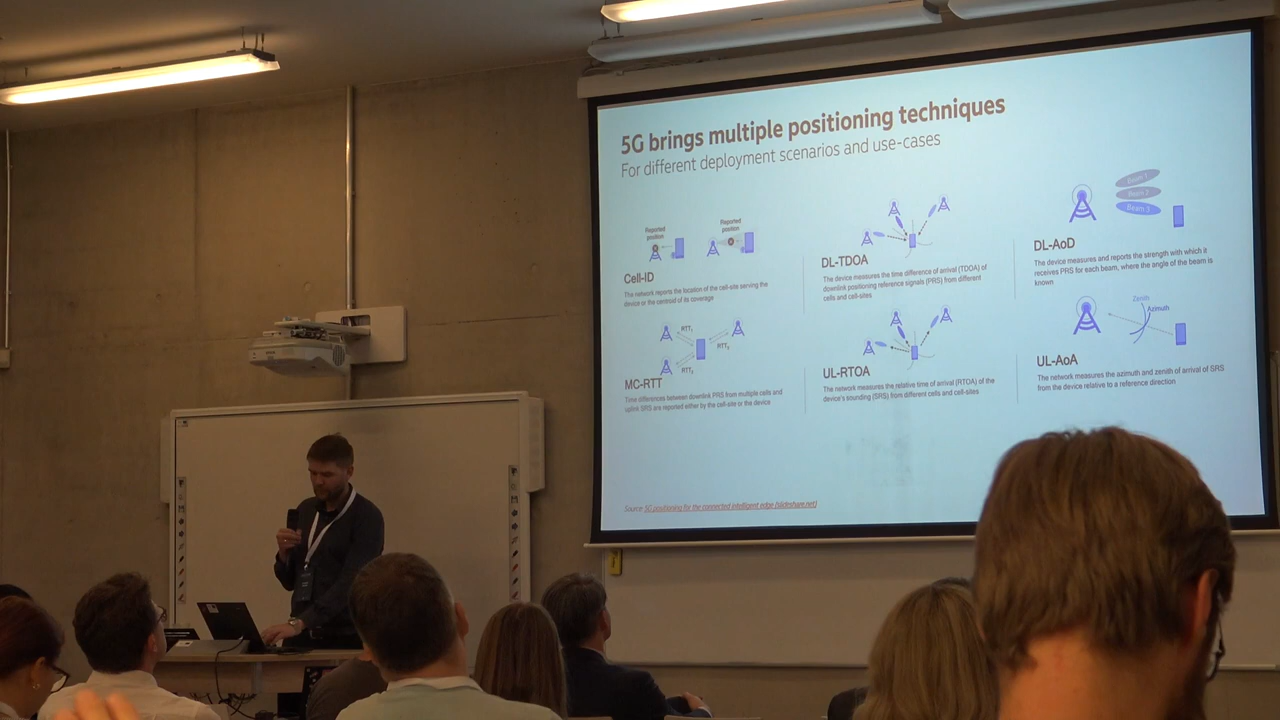 5G brings multiple positioning techniques
For different deployment scenarios and use-cases
Reported
position
Reported
position
Cell-ID
The network reports the location of the cell-site serving the
device or the centroid of its coverage
DL-TDOA
The device measures the time difference of arrival (TDOA) of
downlink positioning reference signals (PRS) from different
cells and cell-sites
Beam 1
Beam 2
Beam 3
DL-AoD
The device measures and reports the strength with which it
receives PRS for each beam, where the angle of the beam is
known
RTT₁
RTT₂
MC-RTT
Time differences between downlink PRS from multiple cells and
uplink SRS are reported either by the cell-site or the device
UL-RTOA
The network measures the relative time of arrival (RTOA) of the
device's sounding (SRS) from different cells and cell-sites
Zenith
Azimuth
UL-AoA
The network measures the azimuth and zenith of arrival of SRS
from the device relative to a reference direction
Source: 5G positioning for the connected intelligent edge (slideshare.net)